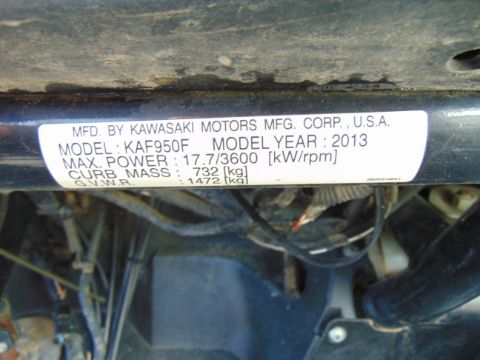 MFD. BY KAWASAKI MOTORS MFG. CORP., U.S.A.
MODEL : KAF950F MODEL YEAR : 2013
MAX. POWER : 17.7/3600 [kW/rpm]
CURB MASS : 732 [kg]
G.V.W.R. : 1472 [kg]